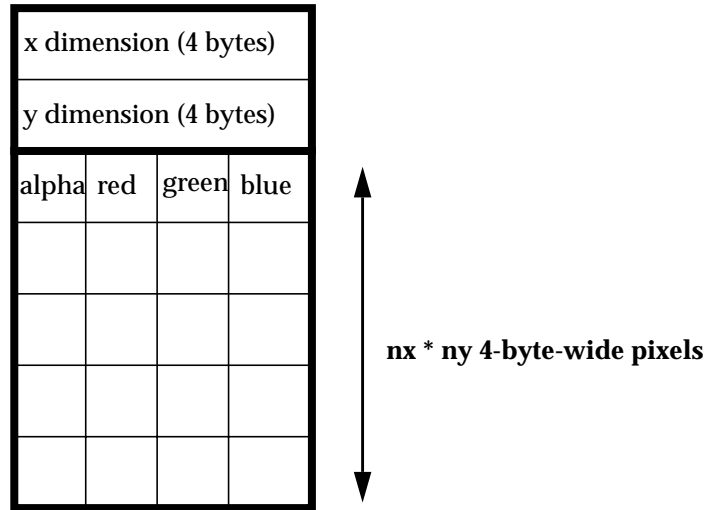 x dimension (4 bytes)
y dimension (4 bytes)
alpha red green blue
nx * ny 4-byte-wide pixels